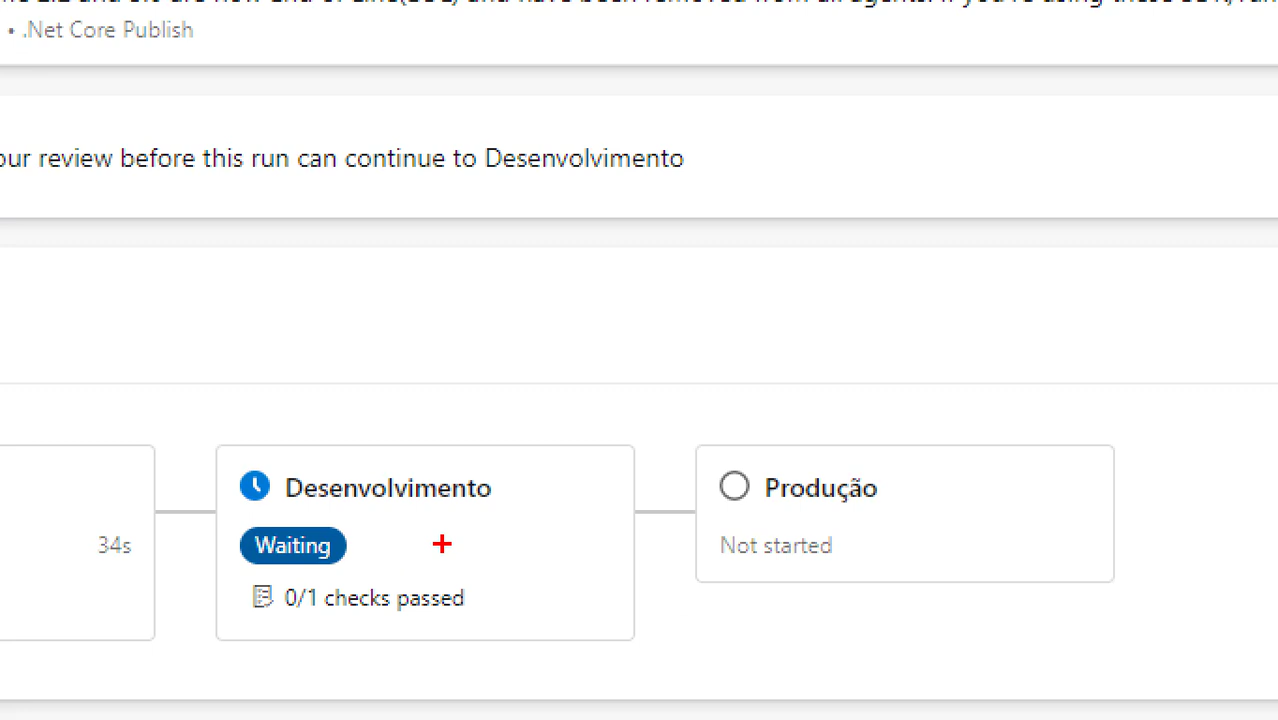 • .Net Core Publish
our review before this run can continue to Desenvolvimento
Desenvolvimento
Produção
34s
Waiting
Not started
0/1 checks passed